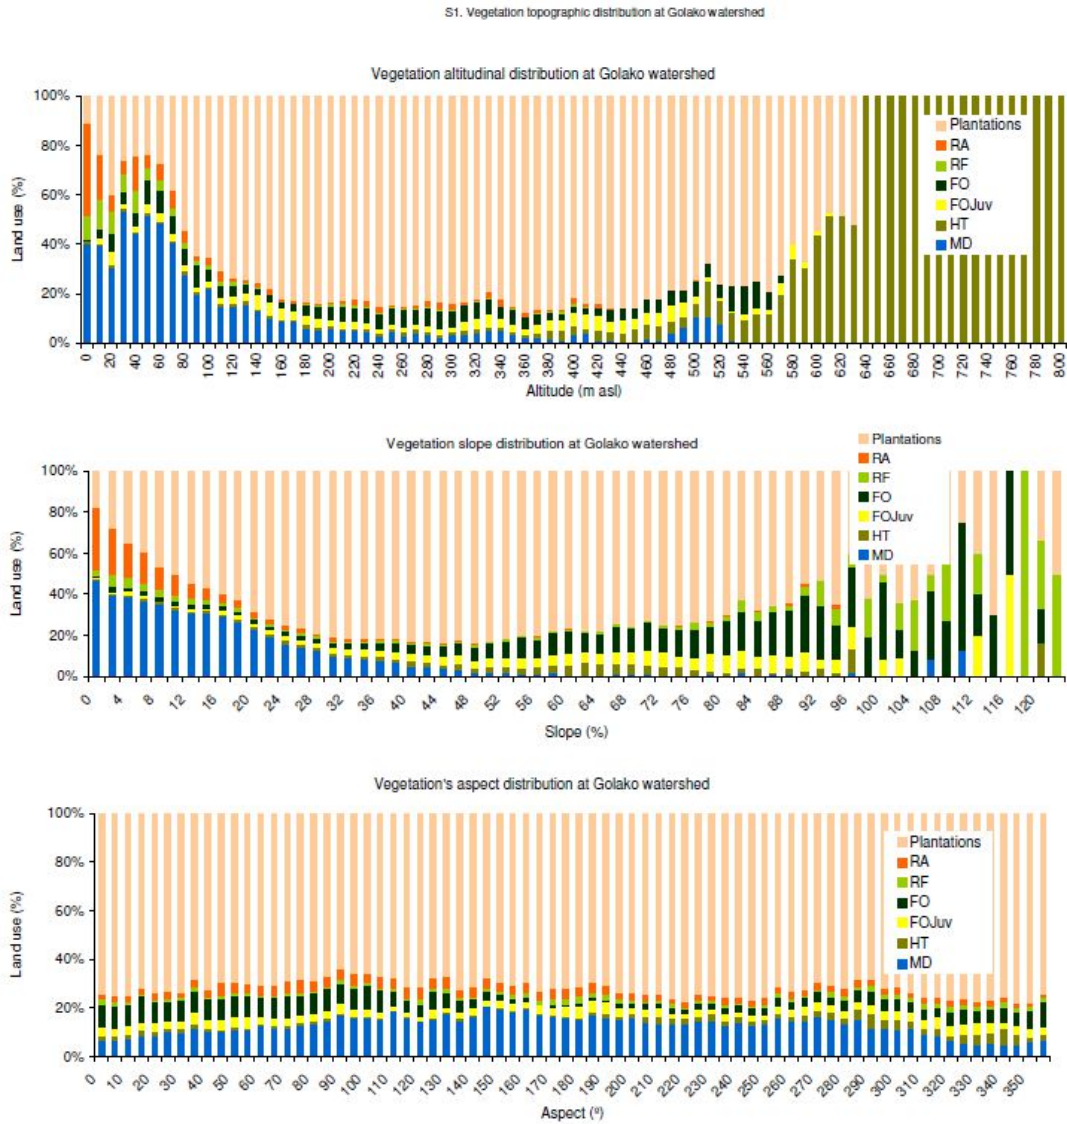 S1. Vegetation topographic distribution at Golako watershed
Vegetation altitudinal distribution at Golako watershed
100%
80%
60%
40%
20%
0%
Land use (%)
Plantations
RA
RF
FO
FOJuv
HT
MD
0 20 40 60 80 100 120 140 160 180 200 220 240 260 280 300 320 340 360 380 400 420 440 460 480 500 520 540 560 580 600 620 640 660 680 700 720 740 760 780 800
Altitude (m asl)
Vegetation slope distribution at Golako watershed
100%
80%
60%
40%
20%
0%
Land use (%)
Plantations
RA
RF
FO
FOJuv
HT
MD
0 4 8 12 16 20 24 28 32 36 40 44 48 52 56 60 64 68 72 76 80 84 88 92 96 100 104 108 112 116 120
Slope (%)
Vegetation's aspect distribution at Golako watershed
100%
80%
60%
40%
20%
0%
Land use (%)
Plantations
RA
RF
FO
FOJuv
HT
MD
0 10 20 30 40 50 60 70 80 90 100 110 120 130 140 150 160 170 180 190 200 210 220 230 240 250 260 270 280 290 300 310 320 330 340 350
Aspect (º)